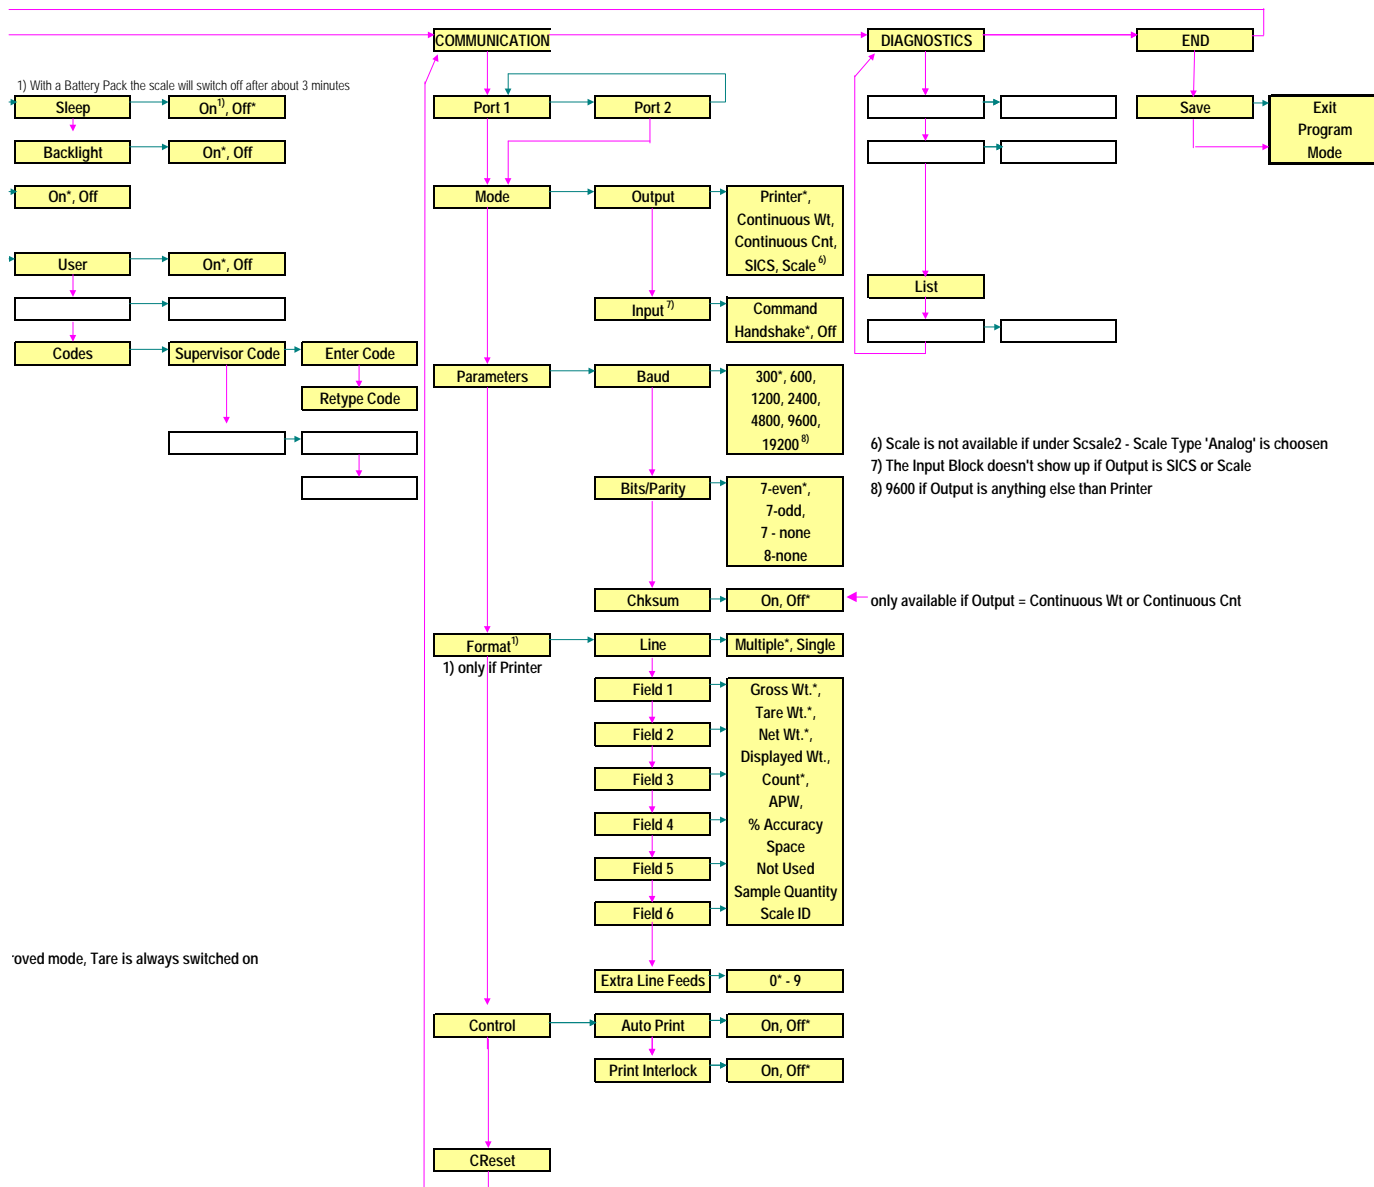 COMMUNICATION
DIAGNOSTICS
END
1) With a Battery Pack the scale will switch off after about 3 minutes
Sleep
On1), Off*
Backlight
On*, Off
On*, Off
User
On*, Off
Codes
Supervisor Code
Enter Code
Retype Code
oved mode, Tare is always switched on
Port 1
Port 2
Mode
Output
Printer*,
Continuous Wt,
Continuous Cnt,
SICS, Scale 6)
Input 7)
Command
Handshake*, Off
Parameters
Baud
300*, 600,
1200, 2400,
4800, 9600,
19200 8)
Bits/Parity
7-even*,
7-odd,
7 - none
8-none
Chksum
On, Off*
only available if Output = Continuous Wt or Continuous Cnt
Format1)
1) only if Printer
Line
Multiple*, Single
Field 1
Field 2
Field 3
Field 4
Field 5
Field 6
Gross Wt.*,
Tare Wt.*,
Net Wt.*,
Displayed Wt.,
Count*,
APW,
% Accuracy
Space
Not Used
Sample Quantity
Scale ID
Extra Line Feeds
0* - 9
Control
Auto Print
On, Off*
Print Interlock
On, Off*
CReset
List
6) Scale is not available if under Scsale2 - Scale Type 'Analog' is choosen
7) The Input Block doesn't show up if Output is SICS or Scale
8) 9600 if Output is anything else than Printer
Save
Exit
Program
Mode